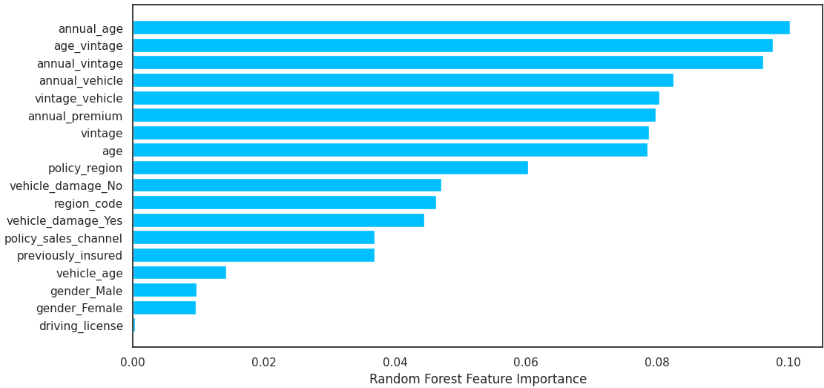 annual_age
age_vintage
annual_vintage
annual_vehicle
vintage_vehicle
annual_premium
vintage
age
policy_region
vehicle_damage_No
region_code
vehicle_damage_Yes
policy_sales_channel
previously_insured
vehicle_age
gender_Male
gender_Female
driving_license
0.00 0.02 0.04 0.06 0.08 0.10
Random Forest Feature Importance